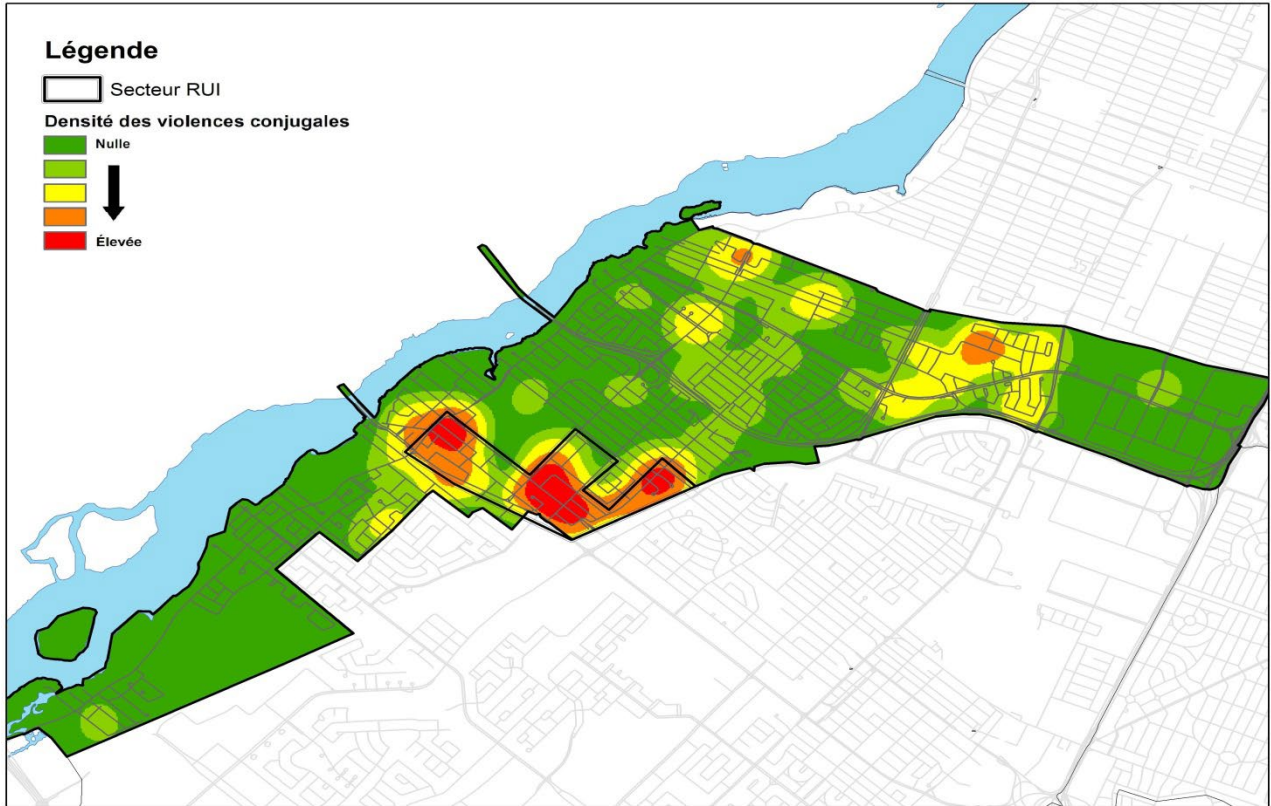 Légende
Secteur RUI
Densité des violences conjugales
Nulle
Élevée